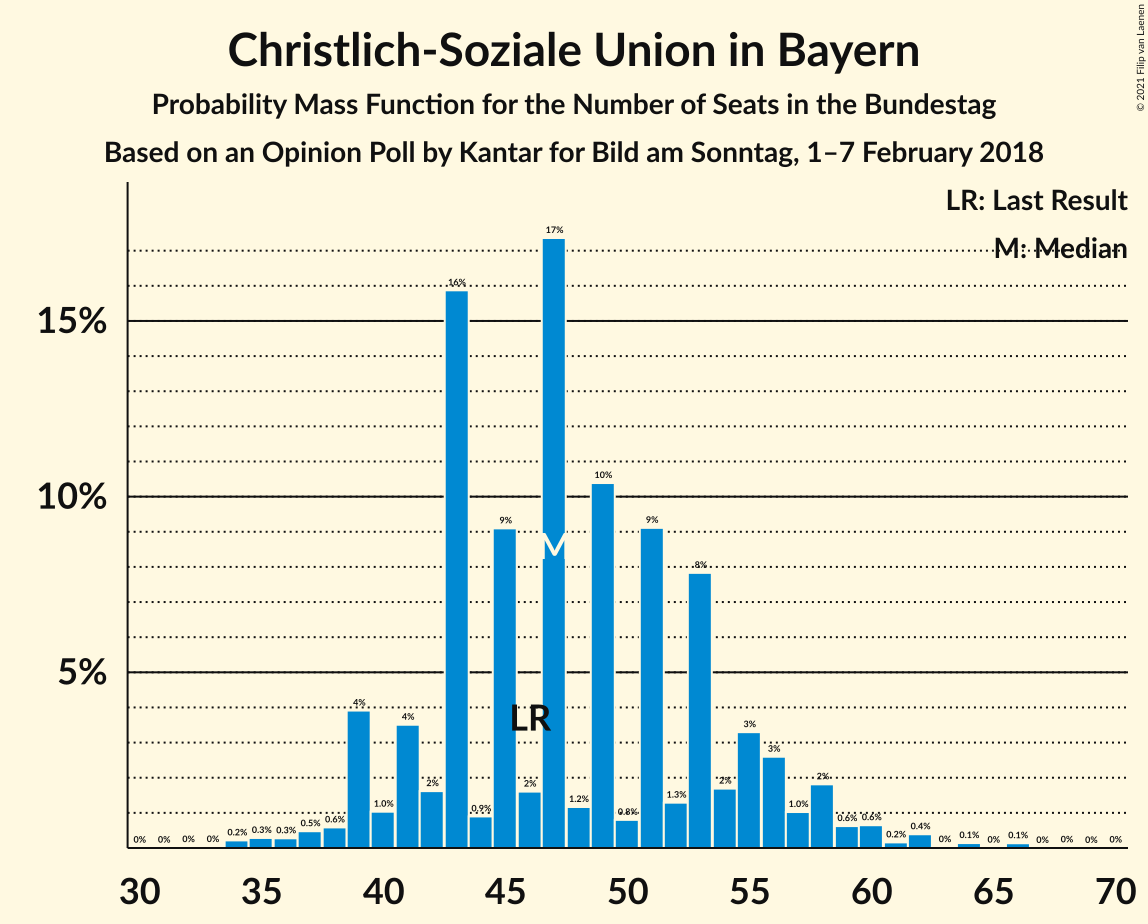 Christlich-Soziale Union in Bayern
Probability Mass Function for the Number of Seats in the Bundestag
Based on an Opinion Poll by Kantar for Bild am Sonntag, 1–7 February 2018
© 2021 Filip van Laenen
LR: Last Result
M: Median
15%
10%
5%
0% 0% 0% 0% 0.2% 0.3% 0.3% 0.5% 0.6% 4% 1.0% 4% 2% 16% 0.9% 9% 2% 17% 1.2% 10% 0.8% 9% 1.3% 8% 2% 3% 3% 1.0% 2% 0.6% 0.6% 0.2% 0.4% 0% 0.1% 0% 0.1% 0% 0% 0% 0%
M
LR
30 35 40 45 50 55 60 65 70